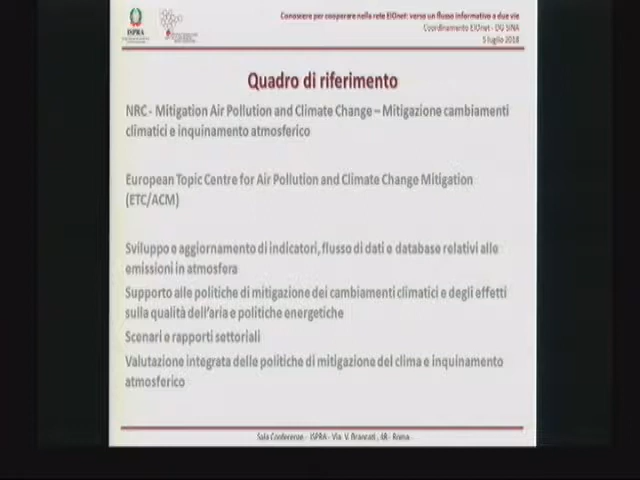 Conoscere per cooperare nella rete EIOnet: verso un flusso informativo a due vie
Coordinamento EIOnet - DG SINA
5 luglio 2018
ISPRA
Quadro di riferimento
NRC - Mitigation Air Pollution and Climate Change – Mitigazione cambiamenti
climatici e inquinamento atmosferico
European Topic Centre for Air Pollution and Climate Change Mitigation
(ETC/ACM)
Sviluppo e aggiornamento di indicatori, flusso di dati e database relativi alle
emissioni in atmosfera
Supporto alle politiche di mitigazione dei cambiamenti climatici e degli effetti
sulla qualità dell'aria e politiche energetiche
Scenari e rapporti settoriali
Valutazione integrata delle politiche di mitigazione del clima e inquinamento
atmosferico
Sala Conferenze - ISPRA - Via V. Brancati, 48 - Roma